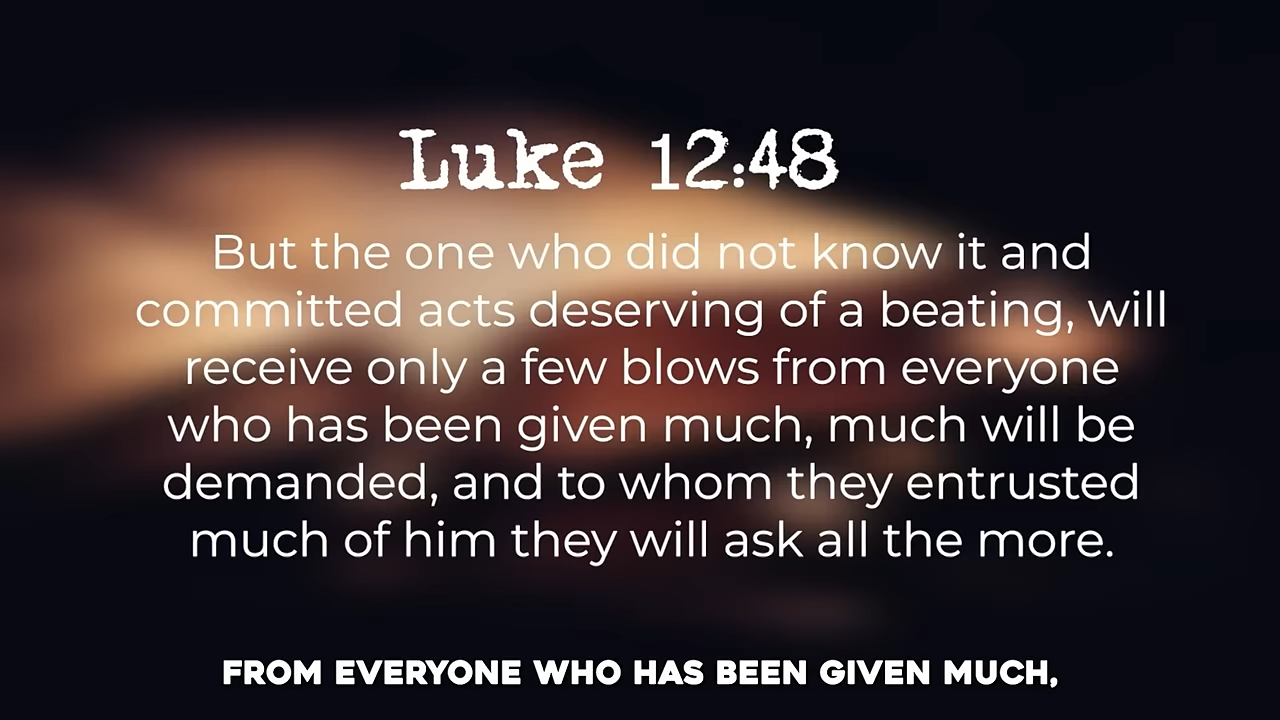 Luke 12:48
But the one who did not know it and
committed acts deserving of a beating, will
receive only a few blows from everyone
who has been given much, much will be
demanded, and to whom they entrusted
much of him they will ask all the more.
FROM EVERYONE WHO HAS BEEN GIVEN MUCH,